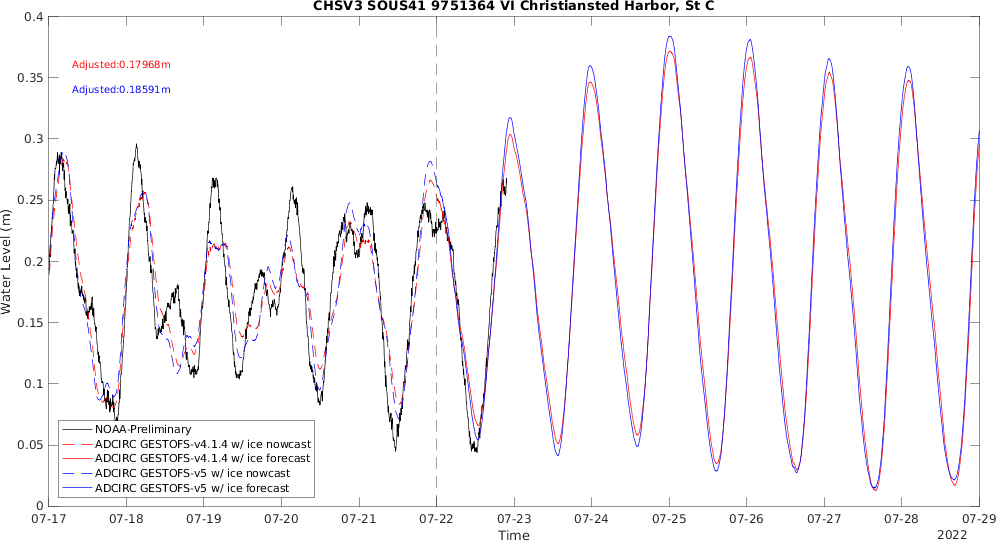 CHSV3 SOUS41 9751364 VI Christiansted Harbor, St C
0.4
0.35
0.3
0.25
0.2
0.15
0.1
0.05
0
Water Level (m)
Adjusted:0.17968m
Adjusted:0.18591m
NOAA-Preliminary
ADCIRC GESTOFS-v4.1.4 w/ ice nowcast
ADCIRC GESTOFS-v4.1.4 w/ ice forecast
ADCIRC GESTOFS-v5 w/ ice nowcast
ADCIRC GESTOFS-v5 w/ ice forecast
07-17 07-18 07-19 07-20 07-21 07-22 07-23 07-24 07-25 07-26 07-27 07-28 07-29
Time
2022